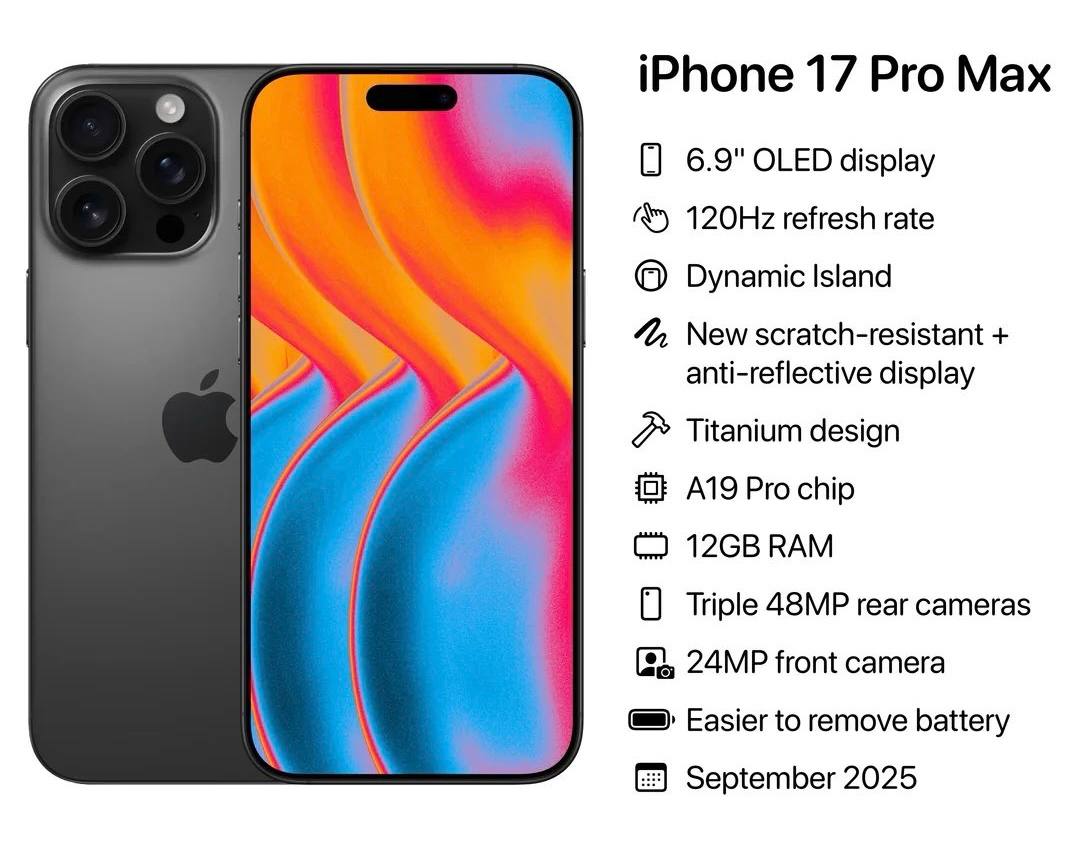 iPhone 17 Pro Max
6.9" OLED display
120Hz refresh rate
Dynamic Island
New scratch-resistant +
anti-reflective display
Titanium design
A19 Pro chip
12GB RAM
Triple 48MP rear cameras
24MP front camera
Easier to remove battery
September 2025